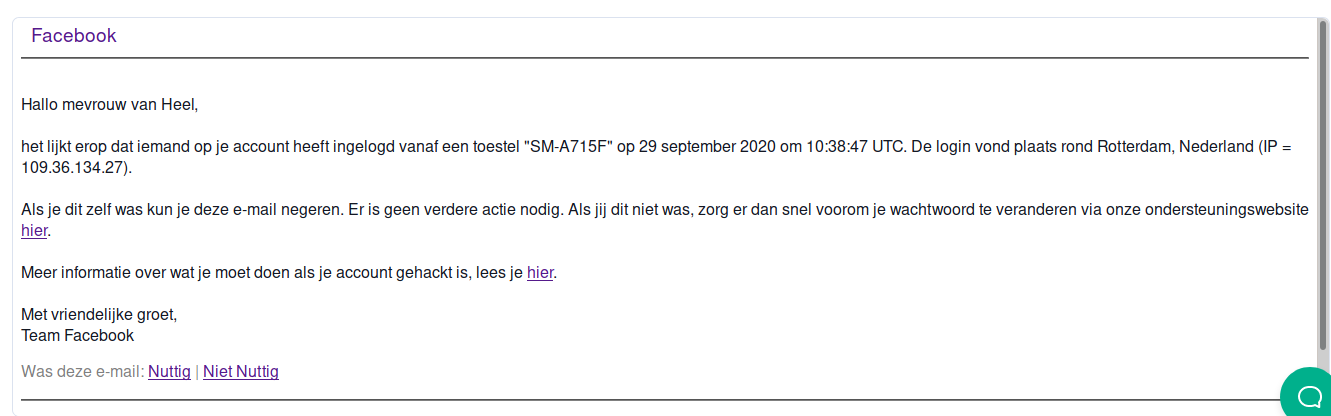 Facebook
Hallo mevrouw van Heel,
het lijkt erop dat iemand op je account heeft ingelogd vanaf een toestel "SM-A715F" op 29 september 2020 om 10:38:47 UTC. De login vond plaats rond Rotterdam, Nederland (IP =
109.36.134.27).
Als je dit zelf was kun je deze e-mail negeren. Er is geen verdere actie nodig. Als jij dit niet was, zorg er dan snel voorom je wachtwoord te veranderen via onze ondersteuningswebsite
hier.
Meer informatie over wat je moet doen als je account gehackt is, lees je hier.
Met vriendelijke groet,
Team Facebook
Was deze e-mail: Nuttig | Niet Nuttig